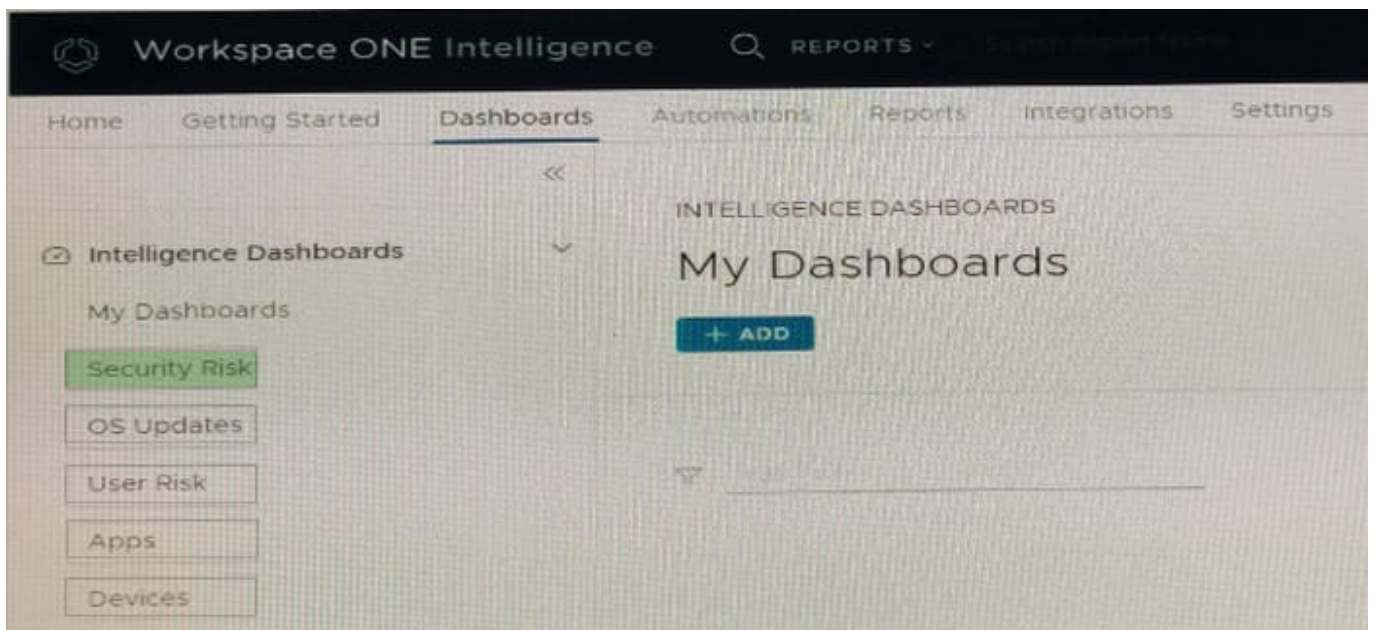 Workspace ONE Intelligence REPORTS
Home Getting Started Dashboards Automations Reports Integrations Settings
Intelligence Dashboards
My Dashboards
Security Risk
OS Updates
User Risk
Apps
Devices
INTELLIGENCE DASHBOARDS
My Dashboards
+ ADD